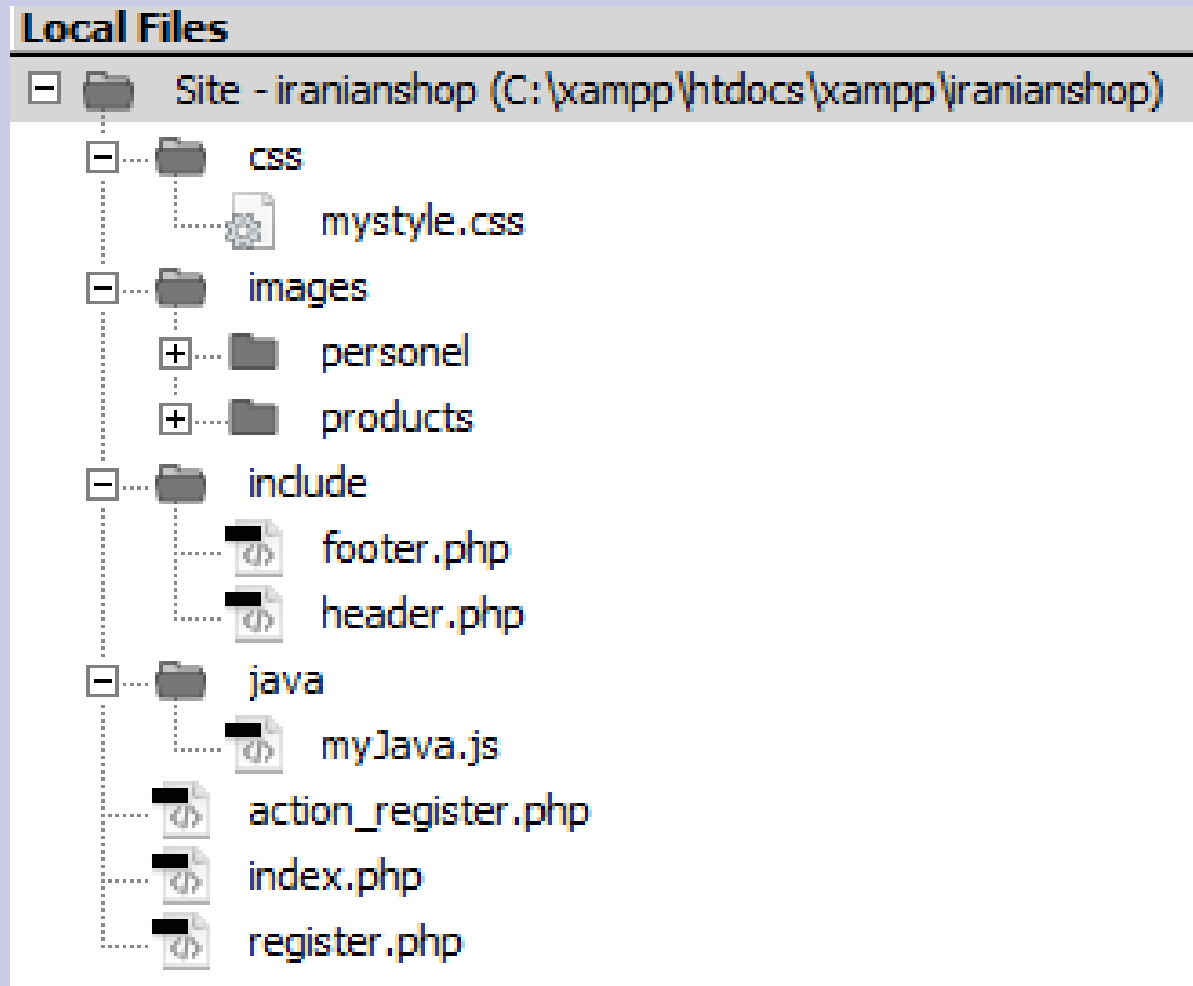 Local Files
Site - iranianshop (C:\xampp\htdocs\xampp\iranianshop)
css
mystyle.css
images
personel
products
include
footer.php
header.php
java
myJava.js
action_register.php
index.php
register.php